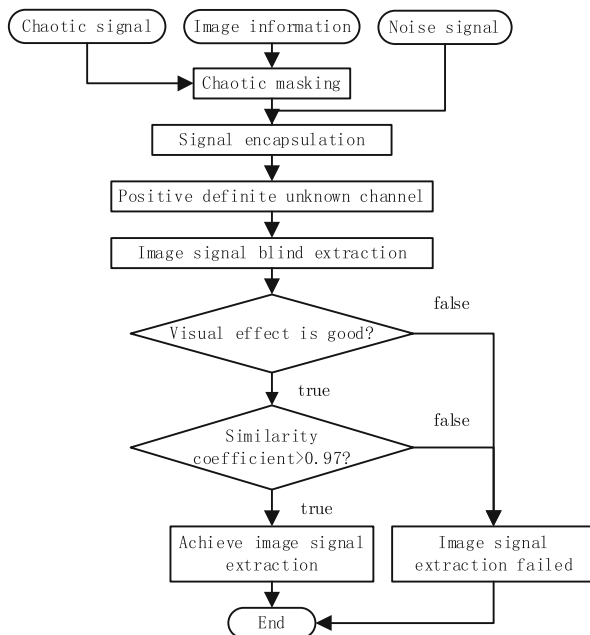 Chaotic signal
Image information
Noise signal
Chaotic masking
Signal encapsulation
Positive definite unknown channel
Image signal blind extraction
false
Visual effect is good?
true
false
Similarity
coefficient>0.97?
true
Achieve image signal
extraction
Image signal
extraction failed
End